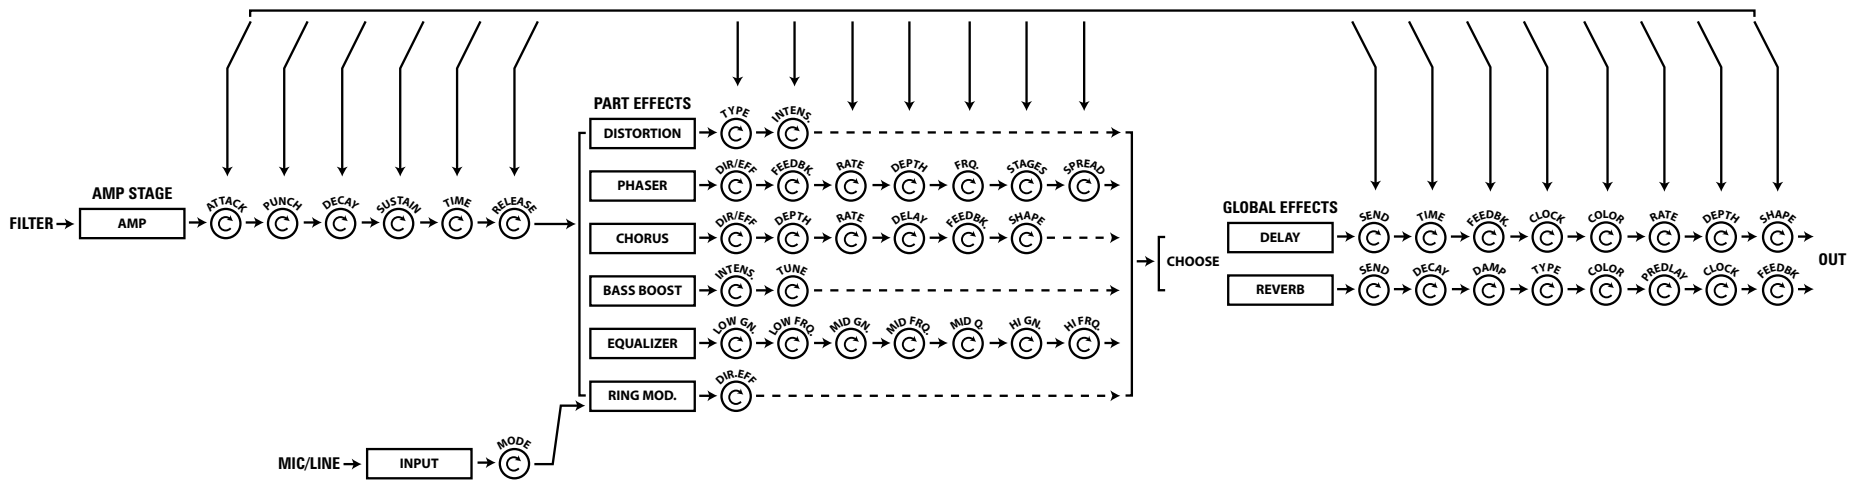 PART EFFECTS
TYPE INTENS.
DISTORTION
DIR/EFF FEEDBK. RATE DEPTH FRQ. STAGES SPREAD
PHASER
AMP STAGE
ATTACK PUNCH DECAY SUSTAIN TIME RELEASE
FILTER AMP
DIR/EFF DEPTH RATE DELAY FEEDBK. SHAPE
CHORUS
GLOBAL EFFECTS
SEND TIME FEEDBK. CLOCK COLOR RATE DEPTH SHAPE
DELAY
CHOOSE
OUT
INTENS. TUNE
BASS BOOST
SEND DECAY DAMP TYPE COLOR PREDLAY CLOCK FEEDBK
REVERB
LOW GN. LOW FRQ. MID GN. MID FRQ. MID Q. HI GN. HI FRQ.
EQUALIZER
DIR.EFF
RING MOD.
MODE
MIC/LINE INPUT